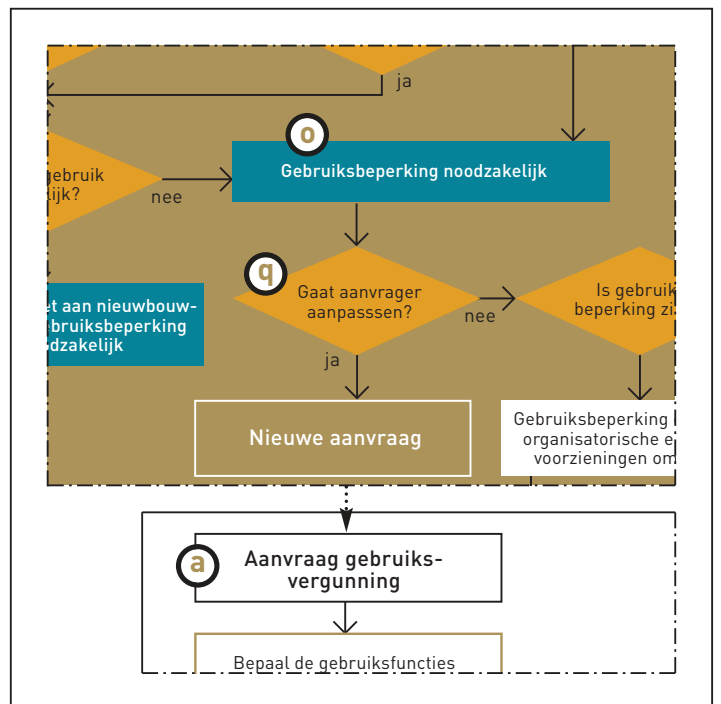 ja
o
Gebruiksbeperking noodzakelijk
gebruik
lijk?
nee
q
Gaat aanvrager
aanpasssen?
nee
Is gebruik
beperking zi
et aan nieuwbouw-
ebruiksbeperking
odzakelijk
ja
Nieuwe aanvraag
Gebruiksbeperking
organisatorische e
voorzieningen om
a
Aanvraag gebruiks-
vergunning
Bepaal de gebruiksfuncties